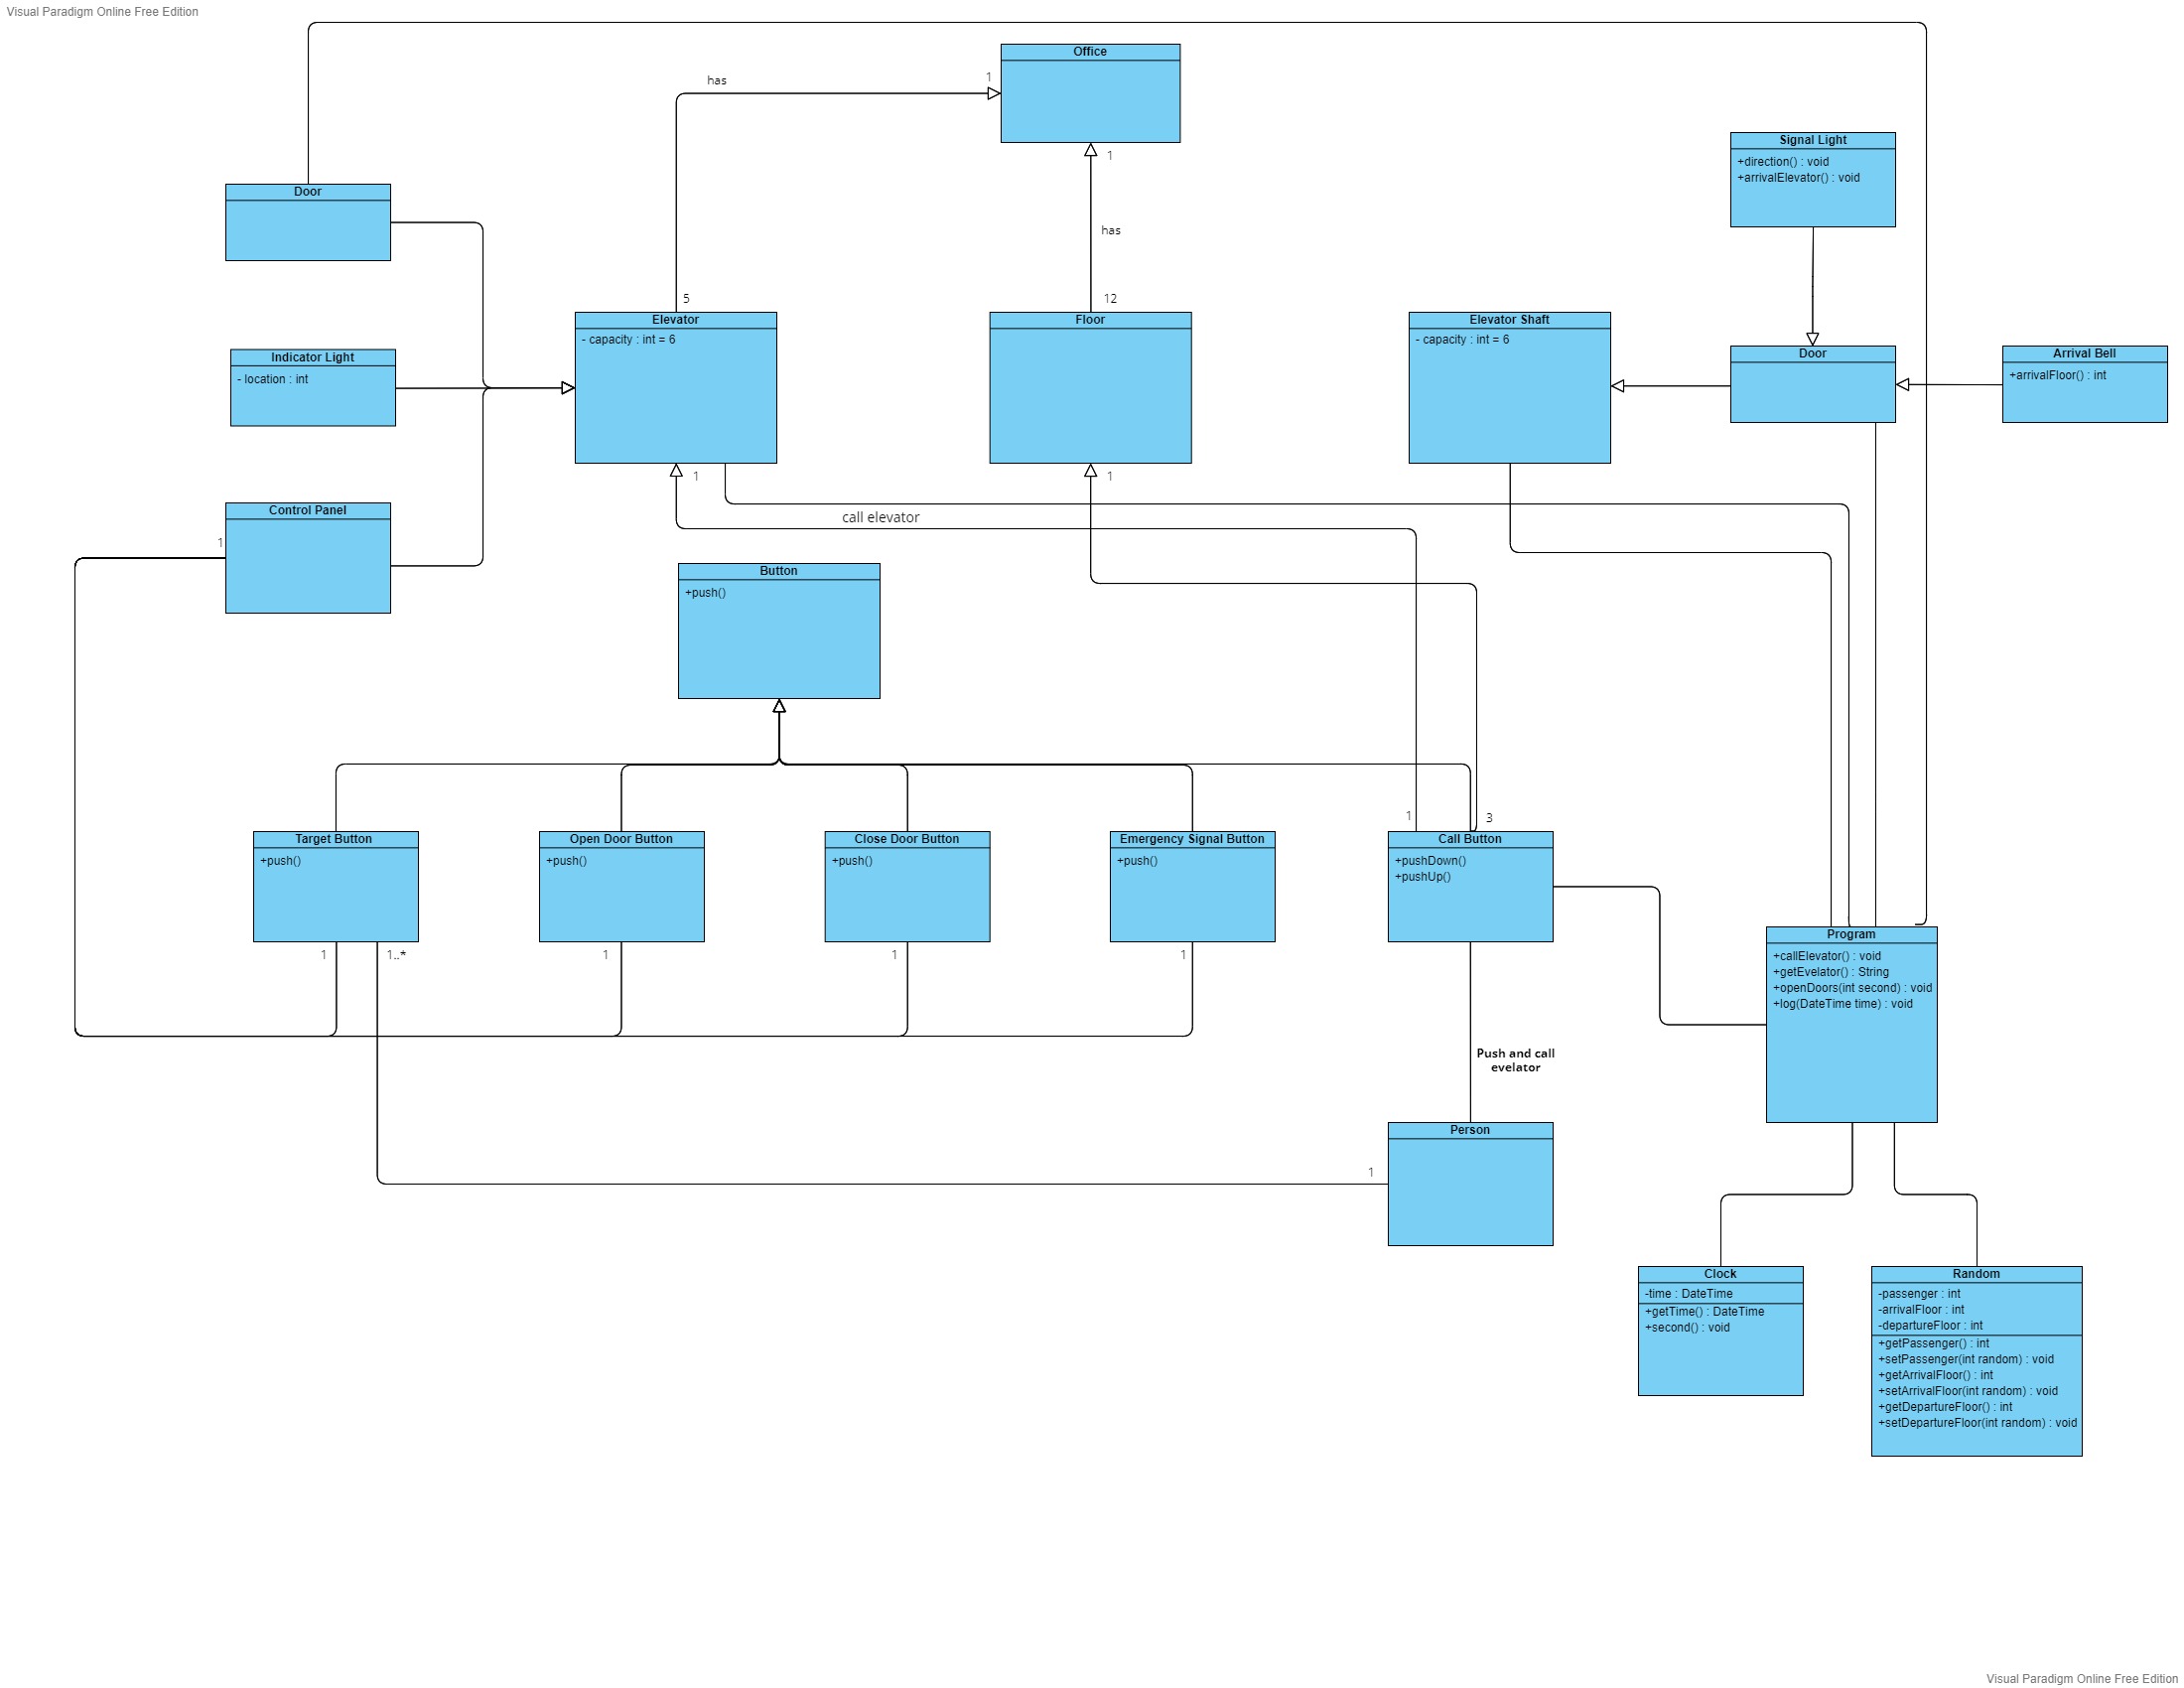 Visual Paradigm Online Free Edition
Office
has
1
1
Signal Light
+direction() : void
+arrivalElevator() : void
Door
has
5
12
Elevator
- capacity : int = 6
Floor
Elevator Shaft
- capacity : int = 6
Indicator Light
- location : int
Door
Arrival Bell
+arrivalFloor() : int
1
1
Control Panel
1
call elevator
Button
+push()
1
3
Target Button
+push()
Open Door Button
+push()
Close Door Button
+push()
Emergency Signal Button
+push()
Call Button
+pushDown()
+pushUp()
1
1..*
1
1
1
Program
+callElevator() : void
+getEvelator() : String
+openDoors(int second) : void
+log(DateTime time) : void
Push and call
evelator
Person
1
Clock
-time : DateTime
+getTime() : DateTime
+second() : void
Random
-passenger : int
-arrivalFloor : int
-departureFloor : int
+getPassenger() : int
+setPassenger(int random) : void
+getArrivalFloor() : int
+setArrivalFloor(int random) : void
+getDepartureFloor() : int
+setDepartureFloor(int random) : void
Visual Paradigm Online Free Edition